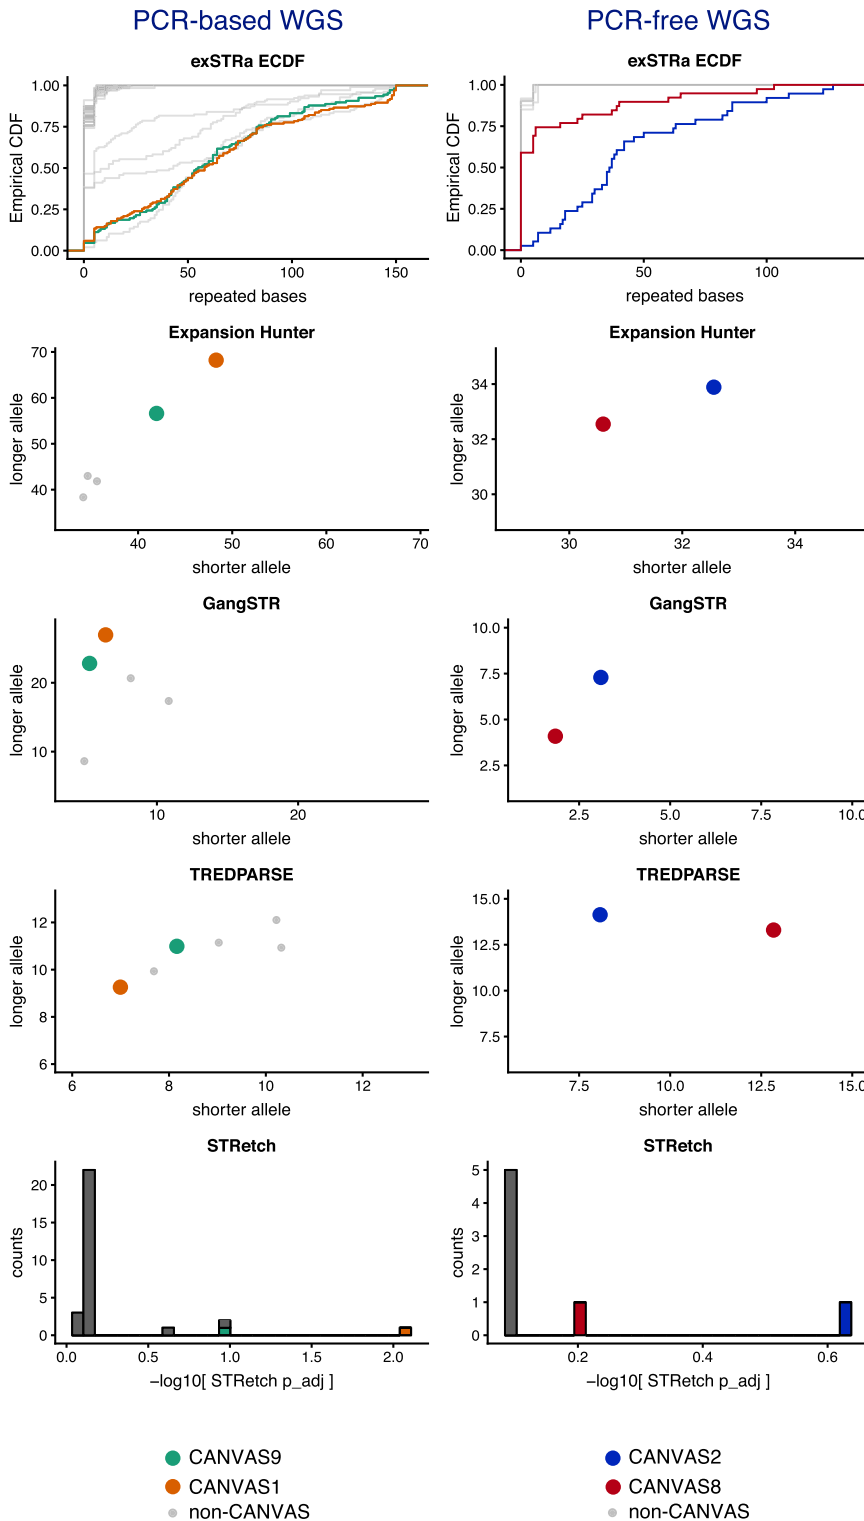 PCR-based WGS
PCR-free WGS
exSTRa ECDF
Empirical CDF
1.00
0.75
0.50
0.25
0.00
0 50 100 150
repeated bases
exSTRa ECDF
Empirical CDF
1.00
0.75
0.50
0.25
0.00
0 50 100
repeated bases
Expansion Hunter
longer allele
70
60
50
40
40 50 60 70
shorter allele
Expansion Hunter
longer allele
34
32
30
30 32 34
shorter allele
GangSTR
longer allele
20
10
10 20
shorter allele
GangSTR
longer allele
10.0
7.5
5.0
2.5
2.5 5.0 7.5 10.0
shorter allele
TREDPARSE
longer allele
12
10
8
6
6 8 10 12
shorter allele
TREDPARSE
longer allele
15.0
12.5
10.0
7.5
7.5 10.0 12.5 15.0
shorter allele
STRetch
counts
20
15
10
5
0
0.0 0.5 1.0 1.5 2.0
−log10[ STRetch p_adj ]
STRetch
counts
5
4
3
2
1
0
0.2 0.4 0.6
−log10[ STRetch p_adj ]
CANVAS9
CANVAS1
non-CANVAS
CANVAS2
CANVAS8
non-CANVAS